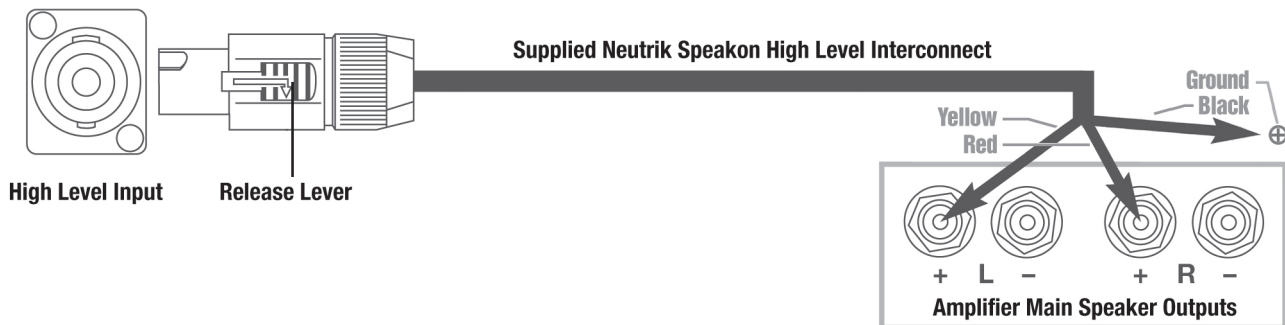 Supplied Neutrik Speakon High Level Interconnect
Ground
Black
Yellow
Red
High Level Input
Release Lever
+ L − + R −
Amplifier Main Speaker Outputs